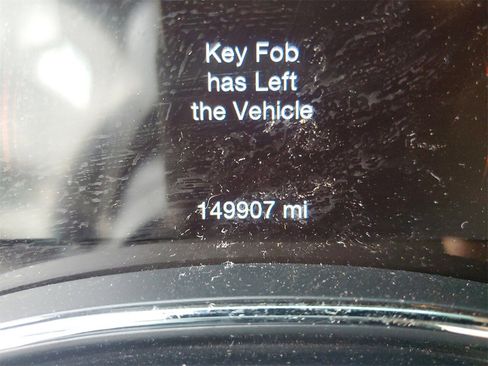 Key Fob
has Left
the Vehicle
149907 mi